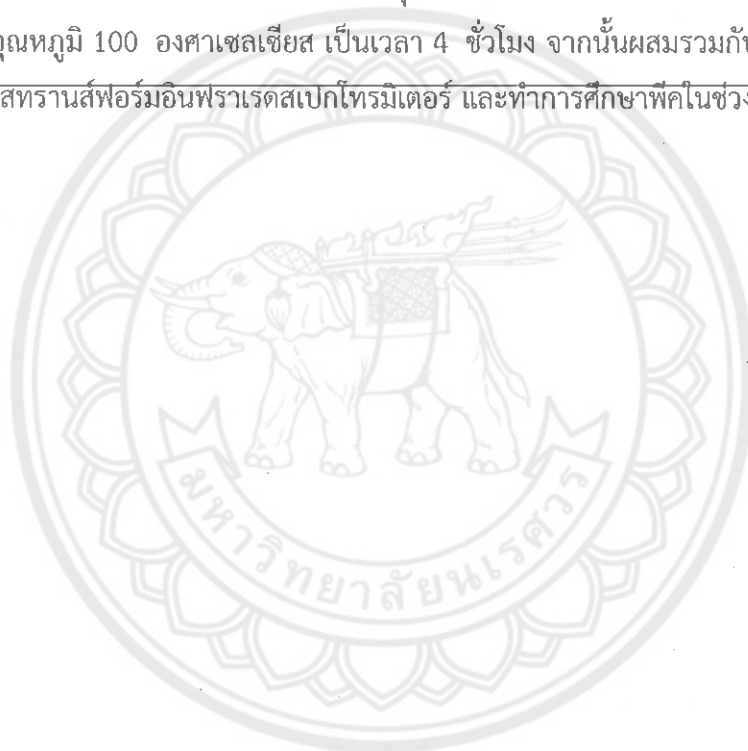 อุณหภูมิ 100 องศาเซลเซียส เป็นเวลา 4 ชั่วโมง จากนั้นผสมรวมกับ
สทรานส์ฟอร์มอินฟราเรดสเปกโทรมิเตอร์ และทำการศึกษาพีคในช่วง
มหาวิทยาลัยนเรศวร